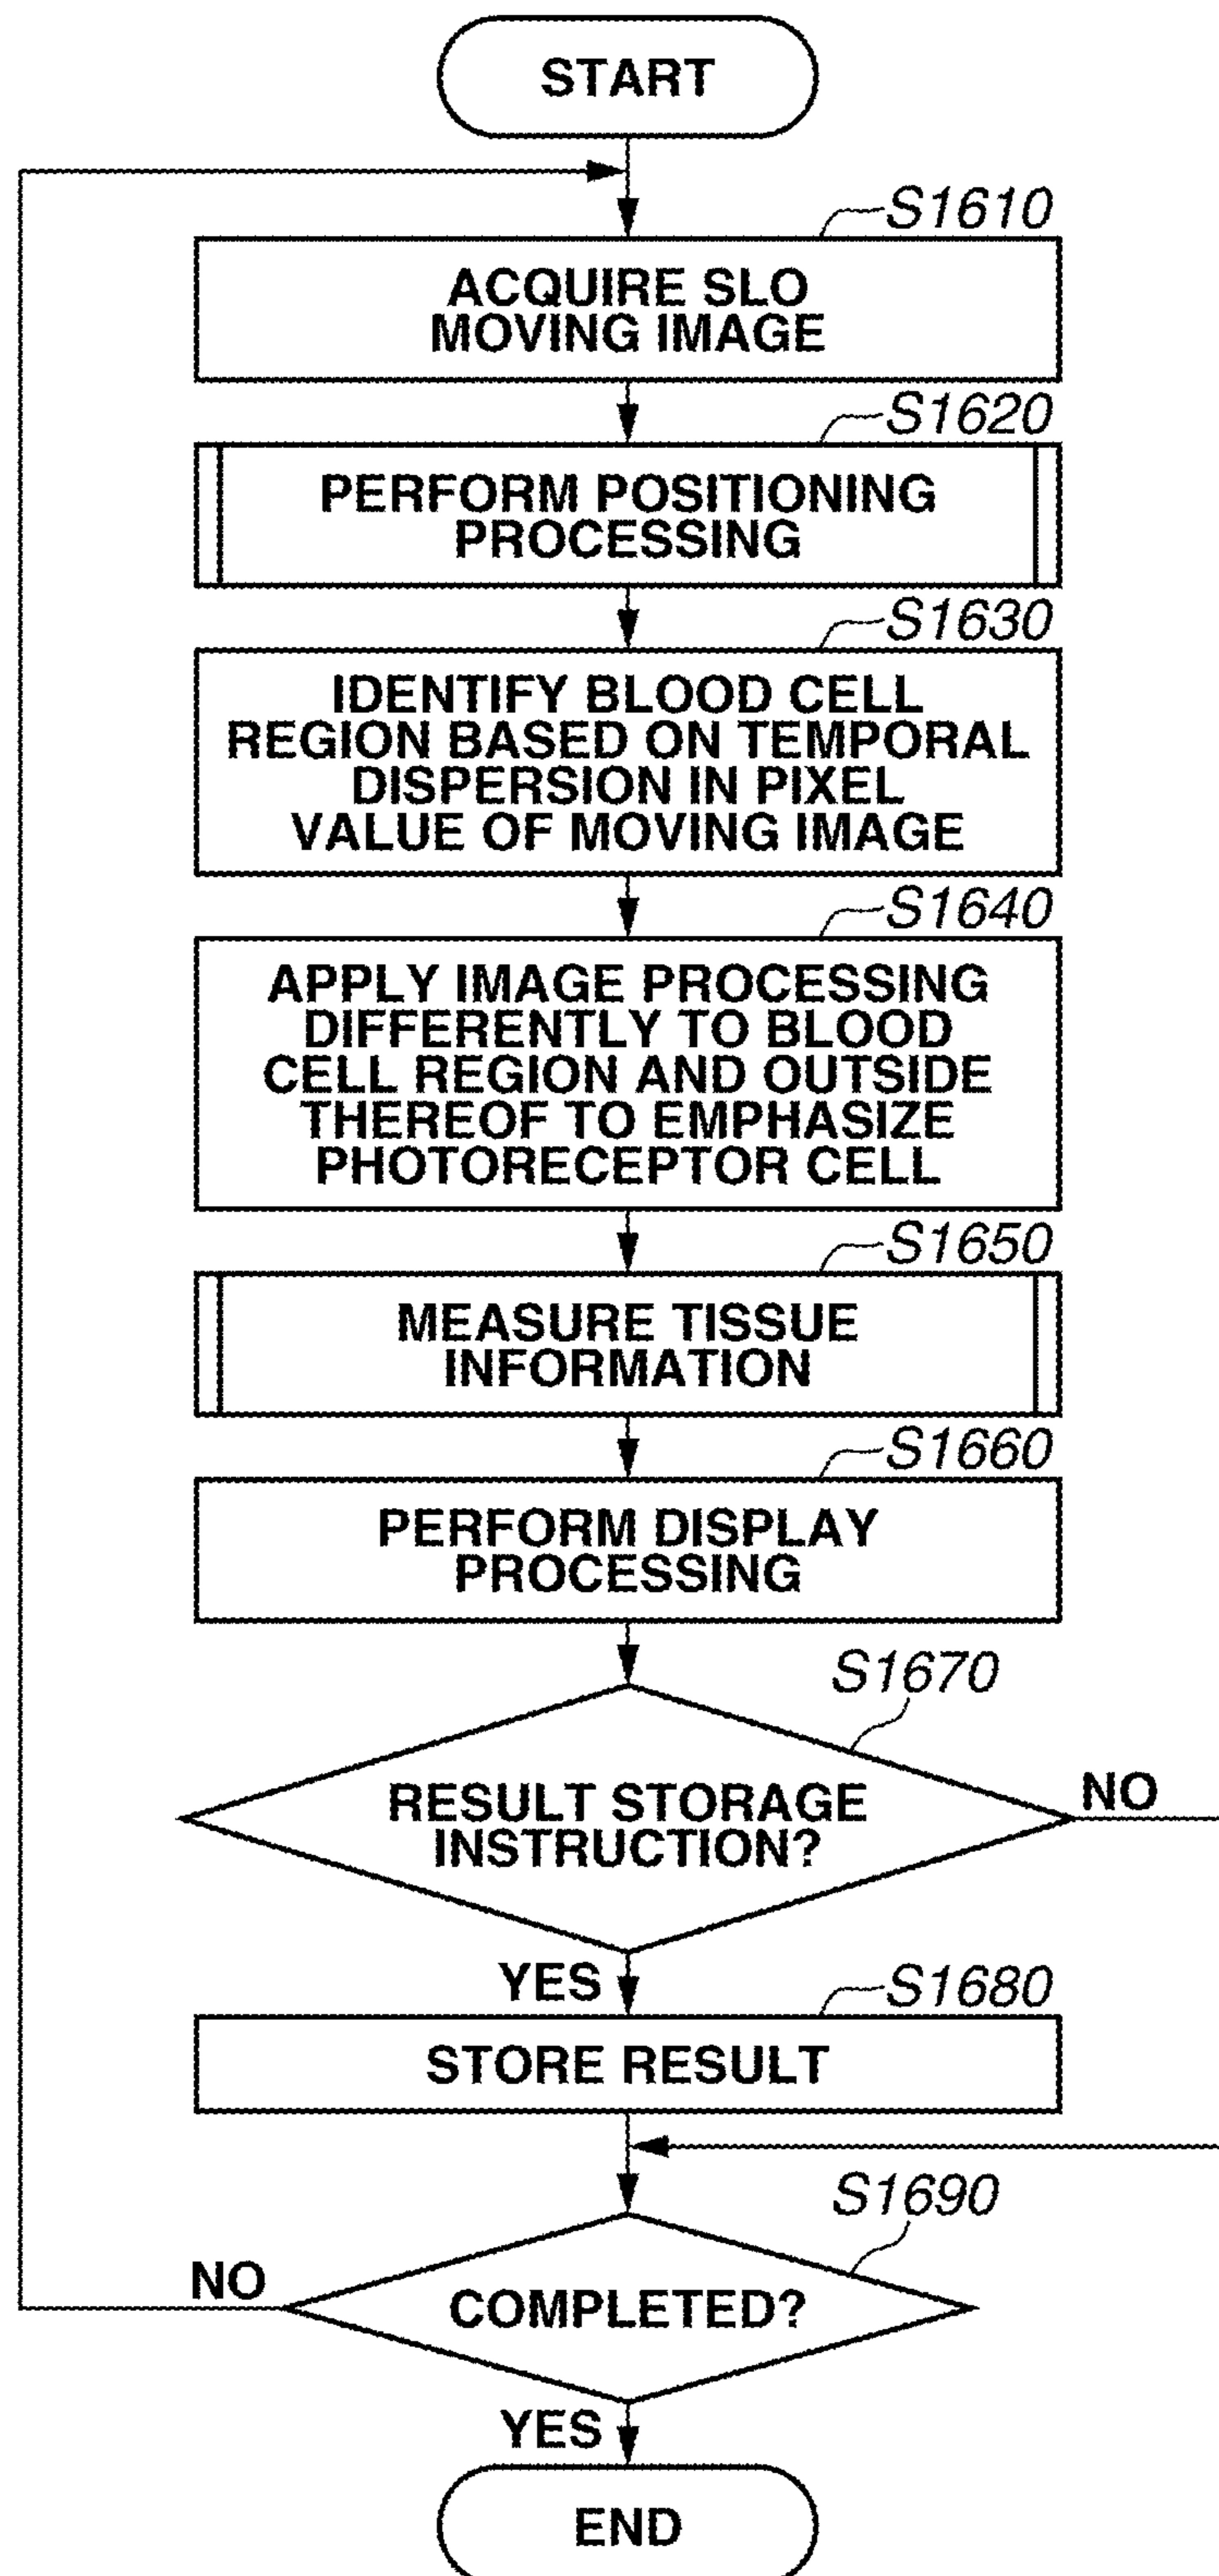 START
S1610
ACQUIRE SLO
MOVING IMAGE
S1620
PERFORM POSITIONING
PROCESSING
S1630
IDENTIFY BLOOD CELL
REGION BASED ON TEMPORAL
DISPERSION IN PIXEL
VALUE OF MOVING IMAGE
S1640
APPLY IMAGE PROCESSING
DIFFERENTLY TO BLOOD
CELL REGION AND OUTSIDE
THEREOF TO EMPHASIZE
PHOTORECEPTOR CELL
S1650
MEASURE TISSUE
INFORMATION
S1660
PERFORM DISPLAY
PROCESSING
S1670
RESULT STORAGE
INSTRUCTION?
NO
YES
S1680
STORE RESULT
S1690
NO
COMPLETED?
YES
END